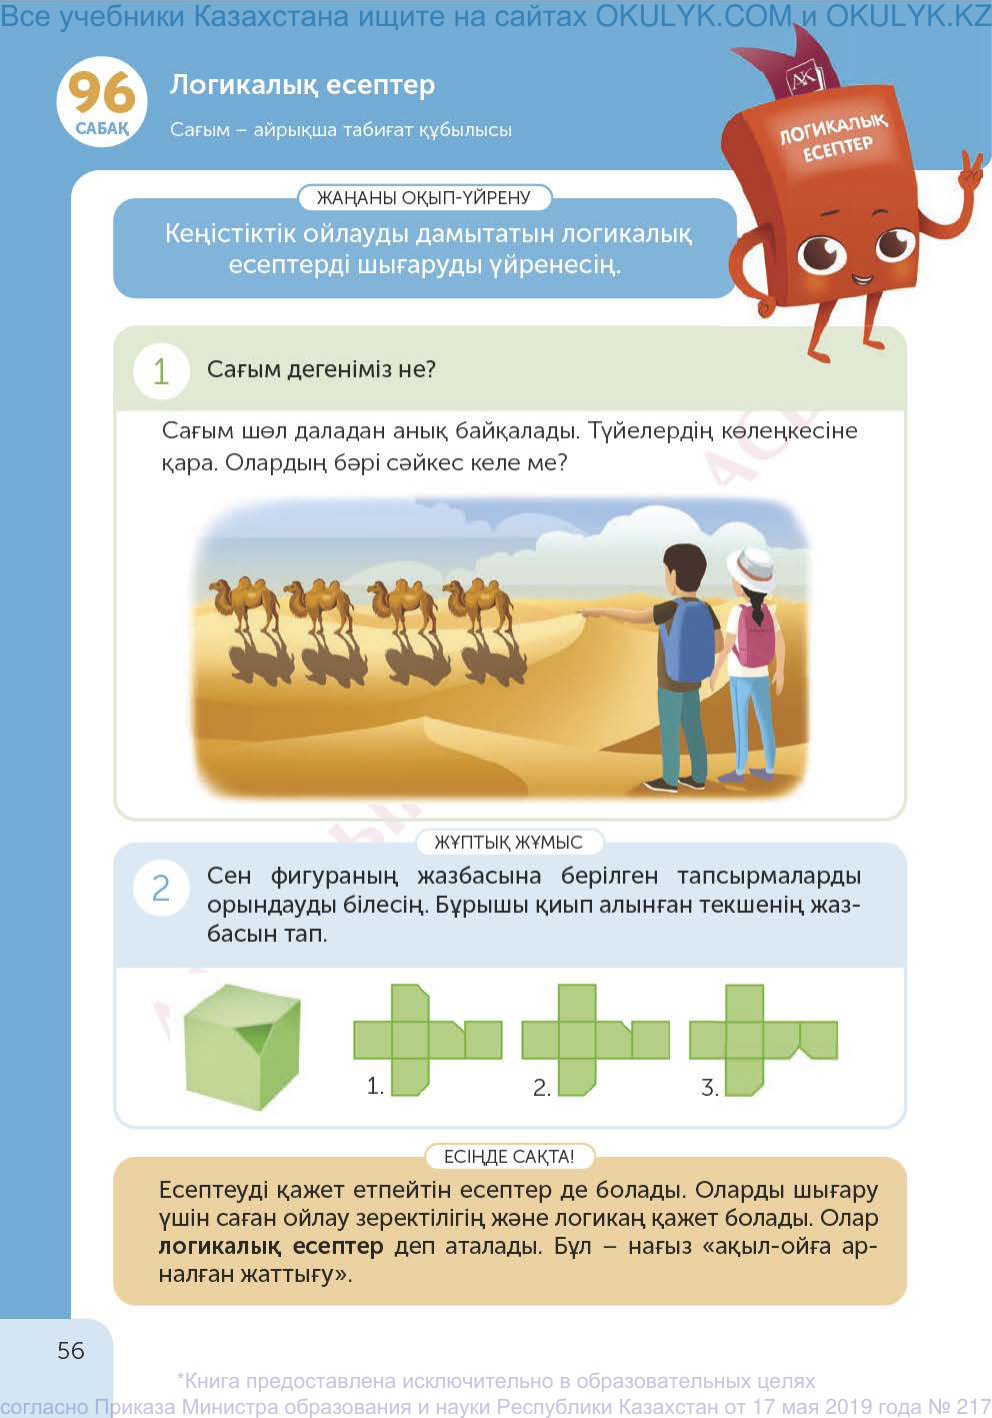 Все учебники Казахстана ищите на сайтах OKULYK.COM и OKULYK.KZ
96
САБАҚ
Логикалық есептер
Сағым – айрықша табиғат құбылысы
АК
ЛОГИКАЛЫҚ
ЕСЕПТЕР
ЖАҢАНЫ ОҚЫП-ҮЙРЕНУ
Кеңістіктік ойлауды дамытатын логикалық
есептерді шығаруды үйренесің.
1
Сағым дегеніміз не?
Сағым шөл даладан анық байқалады. Түйелердің көлеңкесіне
қара. Олардың бәрі сәйкес келе ме?
ЖҰПТЫҚ ЖҰМЫС
2
Сен фигураның жазбасына берілген тапсырмаларды
орындауды білесің. Бұрышы қиып алынған текшенің жаз-
басын тап.
1.
2.
3.
ЕСІҢДЕ САҚТА!
Есептеуді қажет етпейтін есептер де болады. Оларды шығару
үшін саған ойлау зеректілігің және логикаң қажет болады. Олар
логикалық есептер деп аталады. Бұл – нағыз «ақыл-ойға ар-
налған жаттығу».
56
*Книга предоставлена исключительно в образовательных целях
согласно Приказа Министра образования и науки Республики Казахстан от 17 мая 2019 года № 217